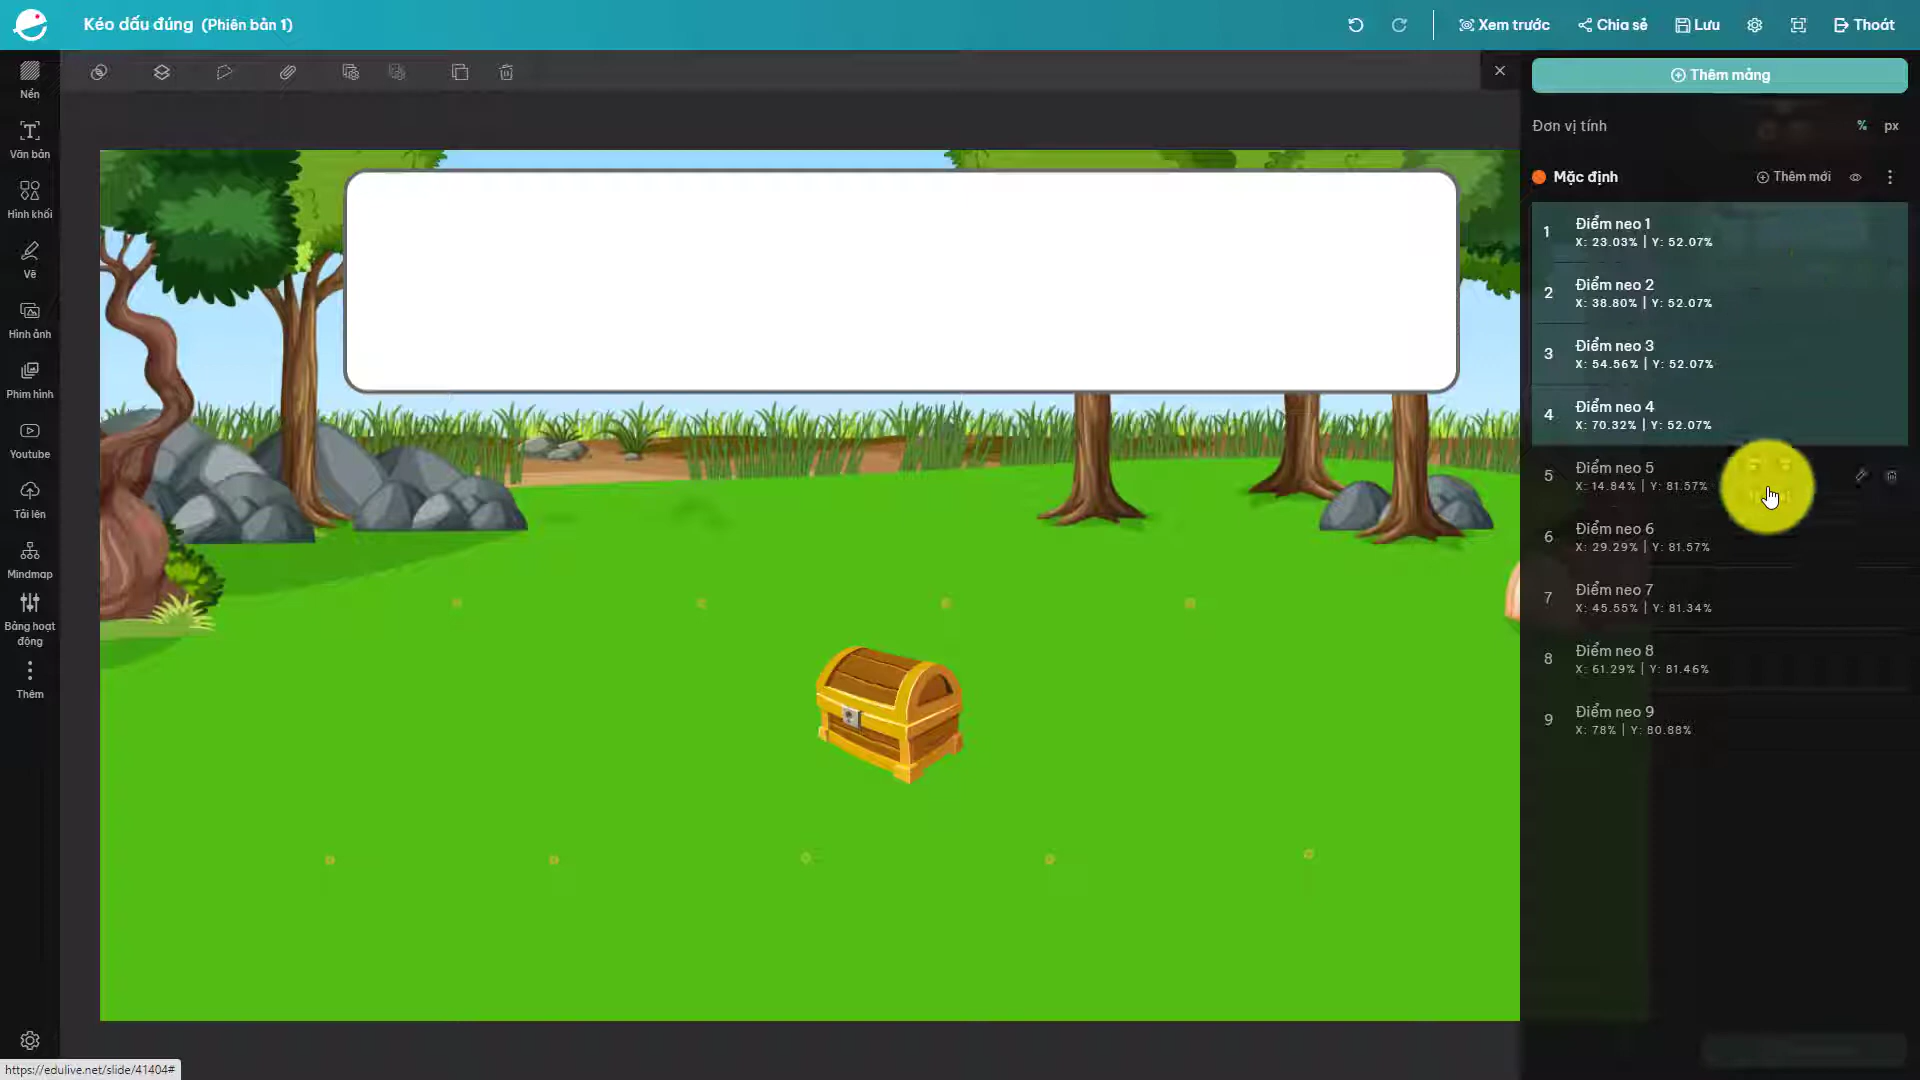 Kéo dấu đúng (Phiên bản 1)
Xem trước
Chia sẻ
Lưu
Thoát
Nền
Văn bản
Hình khối
Vẽ
Hình ảnh
Phim hình
Youtube
Tải lên
Mindmap
Bảng hoạt
động
Thêm
Thêm mảng
Đơn vị tính
% px
Mặc định
Thêm mới
1
Điểm neo 1
X: 23.03% | Y: 52.07%
2
Điểm neo 2
X: 38.80% | Y: 52.07%
3
Điểm neo 3
X: 54.56% | Y: 52.07%
4
Điểm neo 4
X: 70.32% | Y: 52.07%
5
Điểm neo 5
X: 14.84% | Y: 81.57%
6
Điểm neo 6
X: 29.29% | Y: 81.57%
7
Điểm neo 7
X: 45.55% | Y: 81.34%
8
Điểm neo 8
X: 61.29% | Y: 81.46%
9
Điểm neo 9
X: 78% | Y: 80.88%
https://edulive.net/slide/41404#